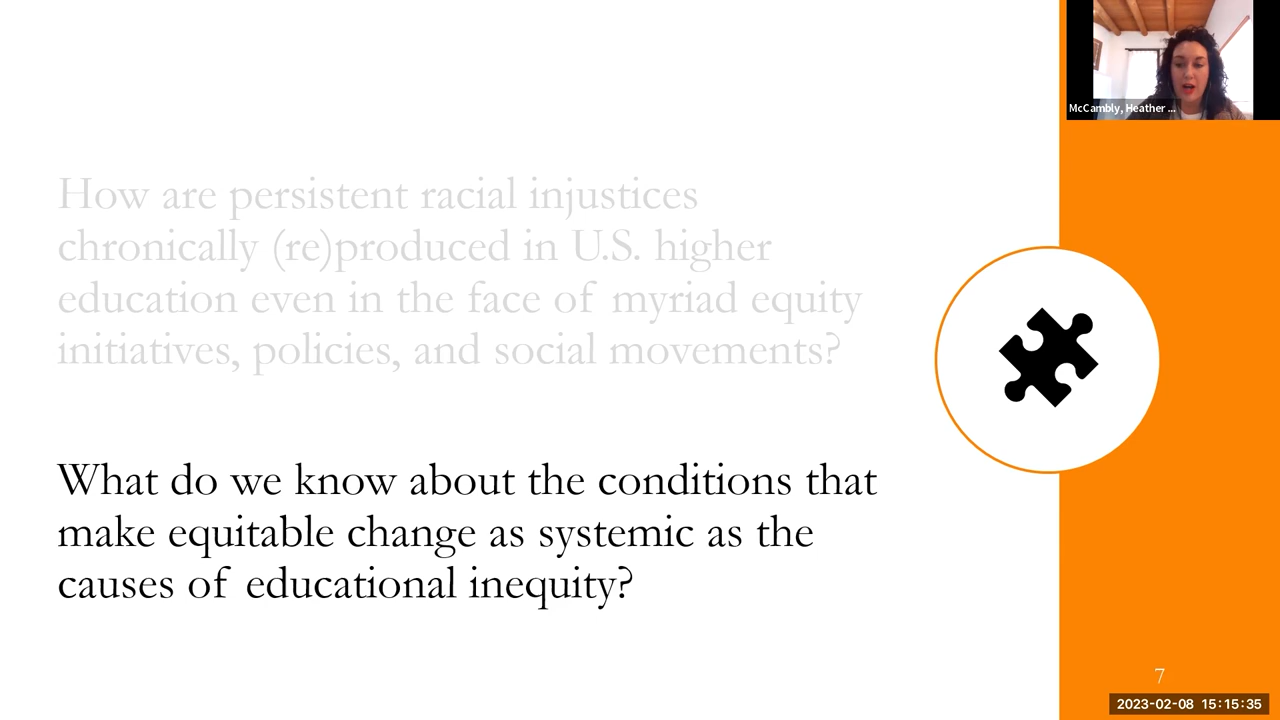 McCambly, Heather ...
How are persistent racial injustices
chronically (re)produced in U.S. higher
education even in the face of myriad equity
initiatives, policies, and social movements?
What do we know about the conditions that
make equitable change as systemic as the
causes of educational inequity?
7
2023-02-08 15:15:35